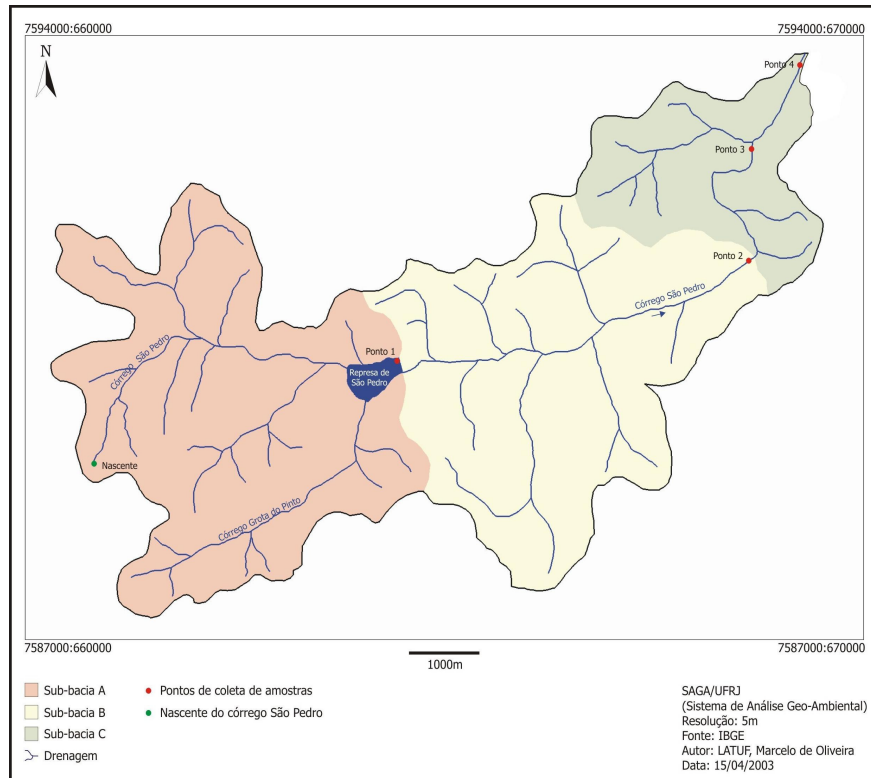 7594000:660000
7594000:670000
N
Ponto 4
Ponto 3
Ponto 2
Córrego São Pedro
Ponto 1
Represa de
São Pedro
Córrego São Pedro
Nascente
Córrego Grota do Pinto
7587000:660000
7587000:670000
1000m
Sub-bacia A
Sub-bacia B
Sub-bacia C
Drenagem
Pontos de coleta de amostras
Nascente do córrego São Pedro
SAGA/UFRJ
(Sistema de Análise Geo-Ambiental)
Resolução: 5m
Fonte: IBGE
Autor: LATUF, Marcelo de Oliveira
Data: 15/04/2003